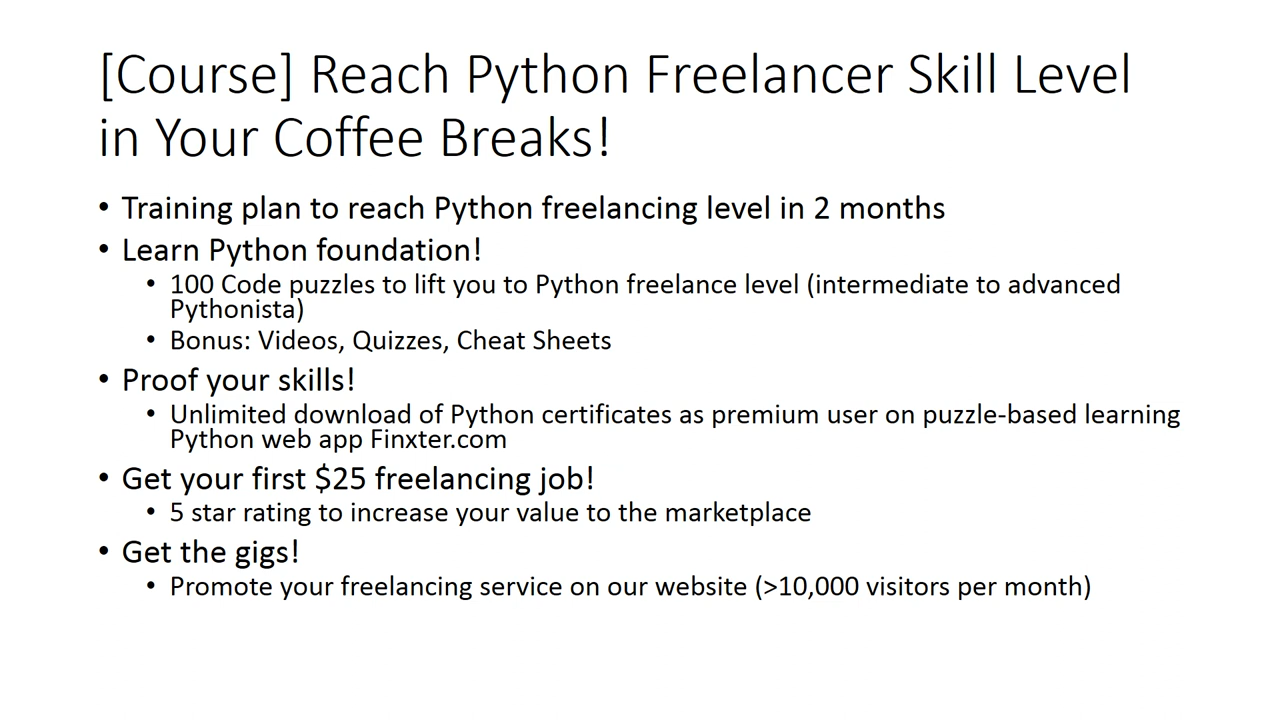 [Course] Reach Python Freelancer Skill Level
in Your Coffee Breaks!
• Training plan to reach Python freelancing level in 2 months
• Learn Python foundation!
• 100 Code puzzles to lift you to Python freelance level (intermediate to advanced
Pythonista)
• Bonus: Videos, Quizzes, Cheat Sheets
• Proof your skills!
• Unlimited download of Python certificates as premium user on puzzle-based learning
Python web app Finxter.com
• Get your first $25 freelancing job!
• 5 star rating to increase your value to the marketplace
• Get the gigs!
• Promote your freelancing service on our website (>10,000 visitors per month)